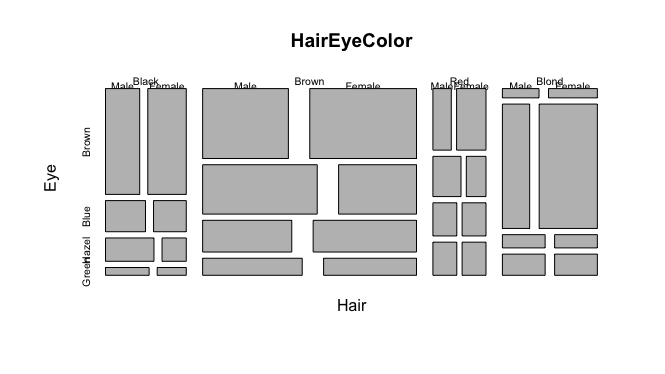 HairEyeColor
Black Brown Red Blond
Male Female Male Female Male Female Male Female
Eye
Brown
Blue
Hazel
Green
Hair